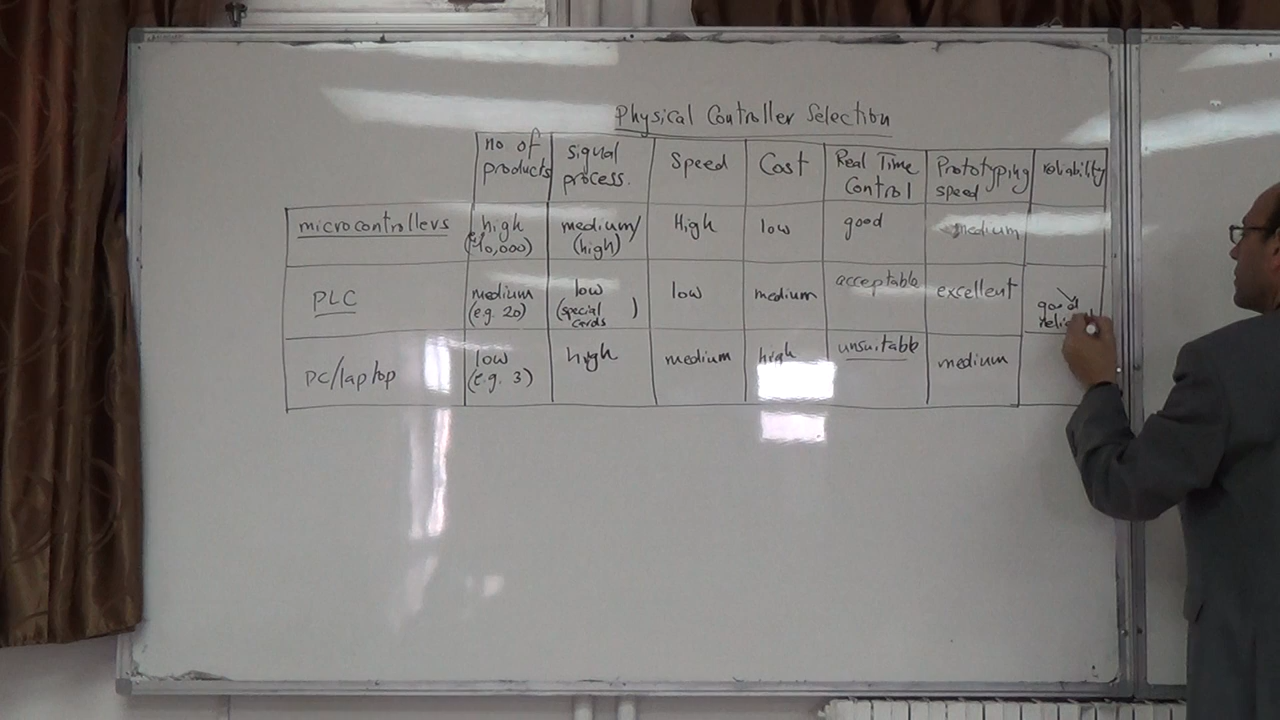 Physical Controller Selection
no of products signal process. Speed Cost Real Time Control Prototyping speed reliability
microcontrollers high (10,000) medium/(high) High low good medium
PLC medium (e.g. 20) low (special cards) low medium acceptable excellent good
PC/laptop low (e.g. 3) high medium high unsuitable medium